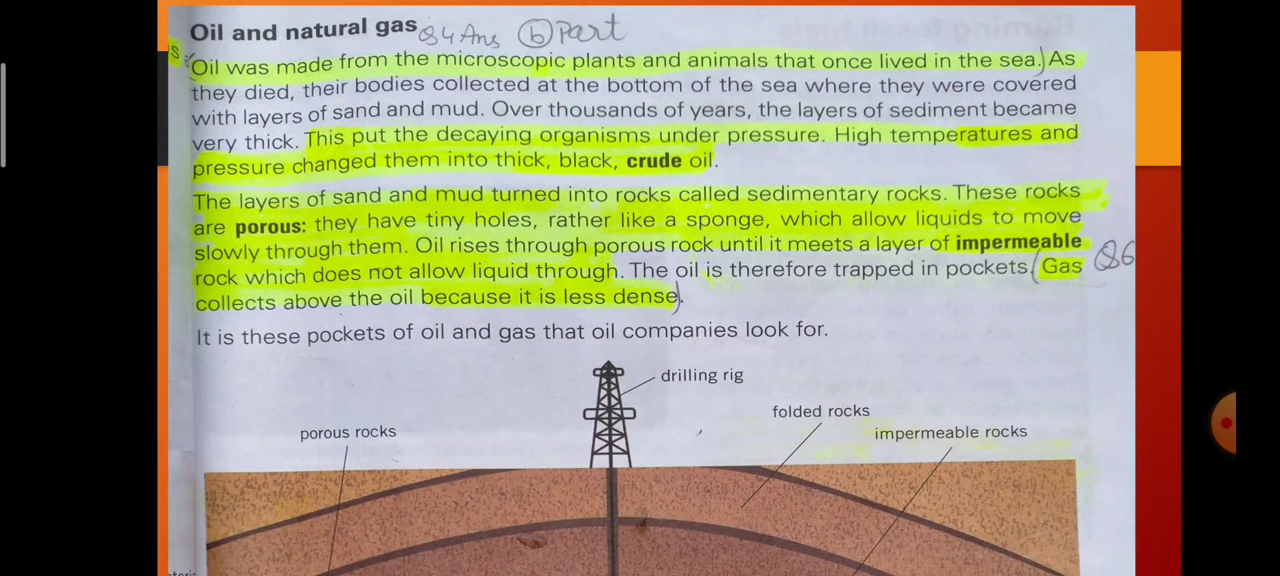 Oil and natural gas Q4 Ans (b) Part
S
Oil was made from the microscopic plants and animals that once lived in the sea.) As
they died, their bodies collected at the bottom of the sea where they were covered
with layers of sand and mud. Over thousands of years, the layers of sediment became
very thick. This put the decaying organisms under pressure. High temperatures and
pressure changed them into thick, black, crude oil.
The layers of sand and mud turned into rocks called sedimentary rocks. These rocks
are porous: they have tiny holes, rather like a sponge, which allow liquids to move
slowly through them. Oil rises through porous rock until it meets a layer of impermeable
rock which does not allow liquid through. The oil is therefore trapped in pockets. (Gas Q6
collects above the oil because it is less dense).
It is these pockets of oil and gas that oil companies look for.
drilling rig
folded rocks
porous rocks
impermeable rocks